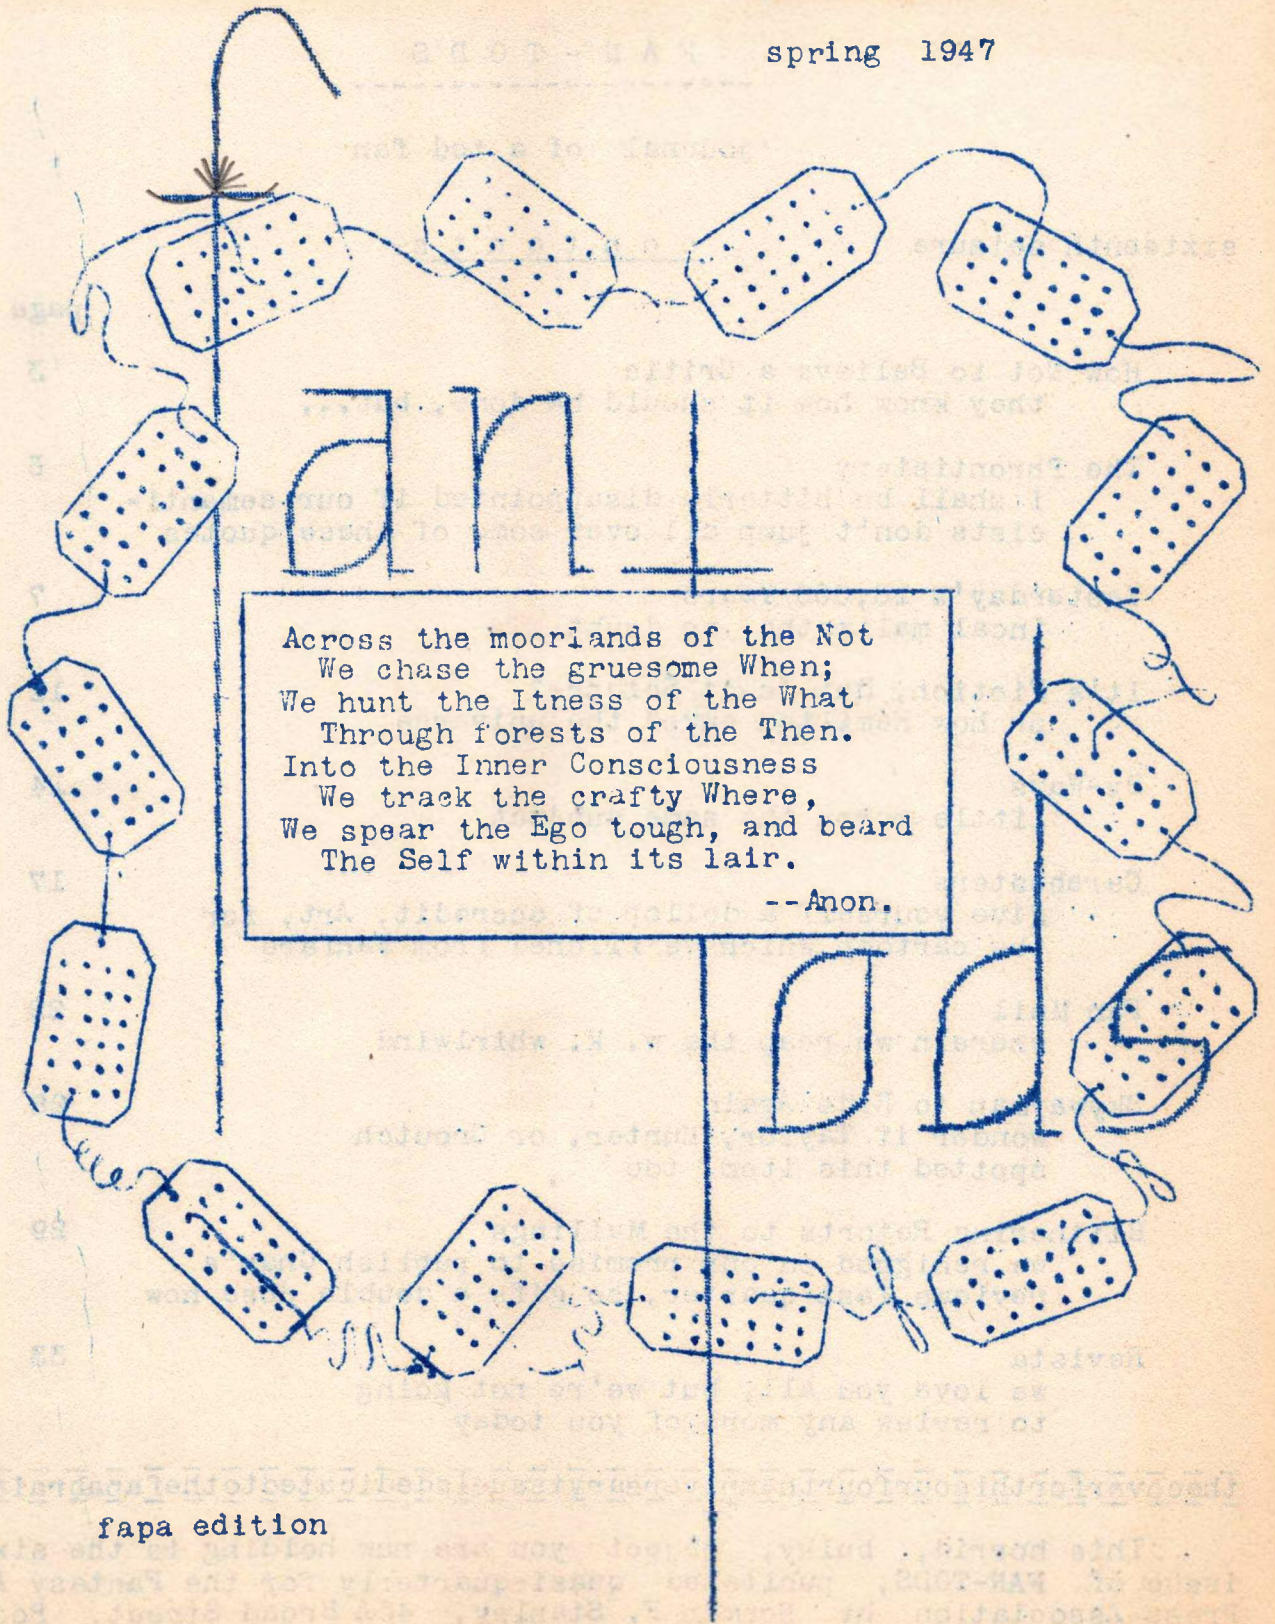 spring 1947
fant
Across the moorlands of the Not
We chase the gruesome When;
We hunt the Itness of the What
Through forests of the Then.
Into the Inner Consciousness
We track the crafty Where,
We spear the Ego tough, and beard
The Self within its lair.
--Anon.
ods
fapa edition